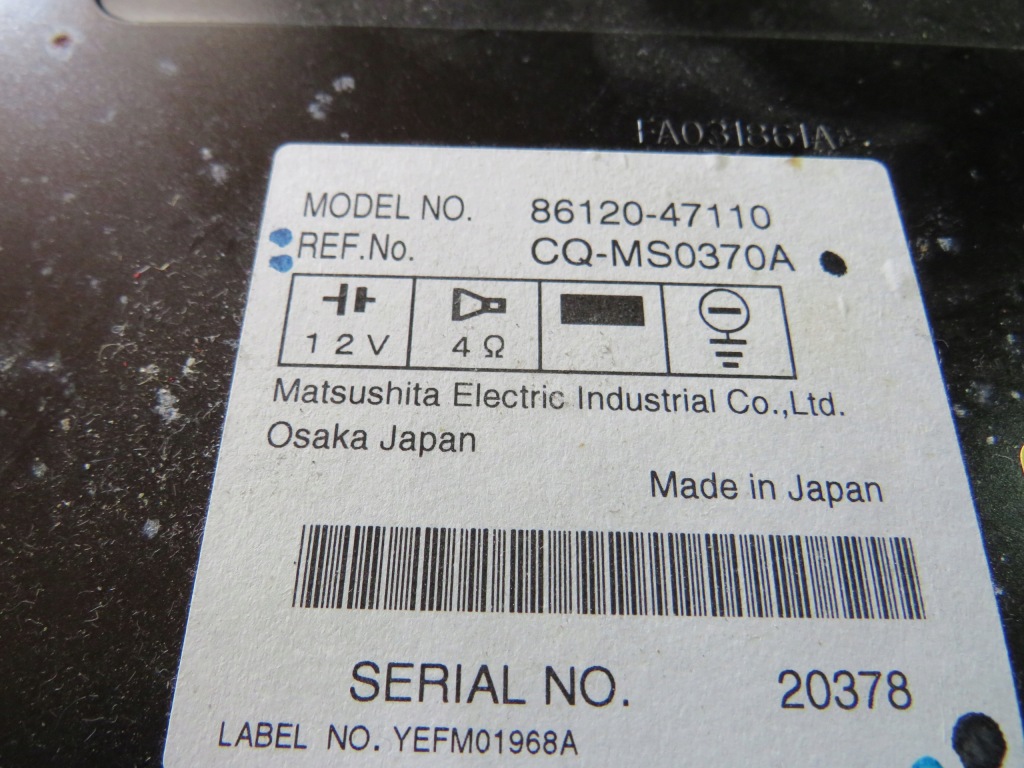 FA031861A
MODEL NO. 86120-47110
REF.No. CQ-MS0370A
12V 4Ω
Matsushita Electric Industrial Co.,Ltd.
Osaka Japan
Made in Japan
SERIAL NO. 20378
LABEL NO. YEFM01968A